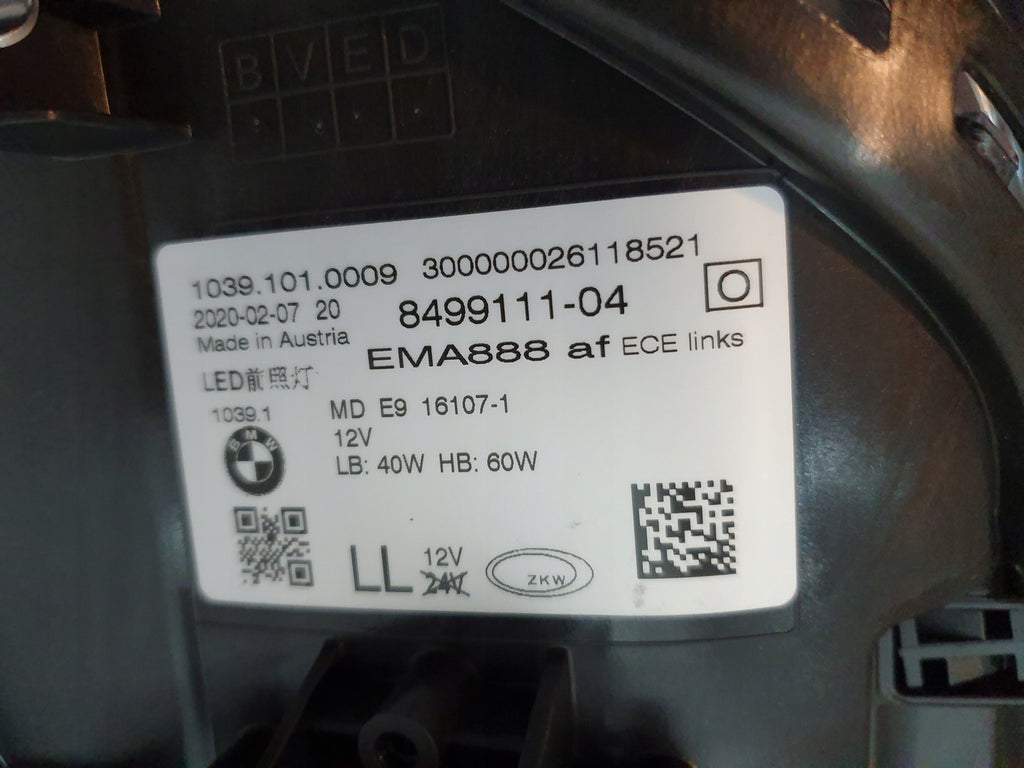 B V E D
1039.101.0009 300000026118521
2020-02-07 20 8499111-04
Made in Austria EMA888 af ECE links
LED前照灯
1039.1 MD E9 16107-1
BMW 12V
LB: 40W HB: 60W
LL 12V
24V
ZKW